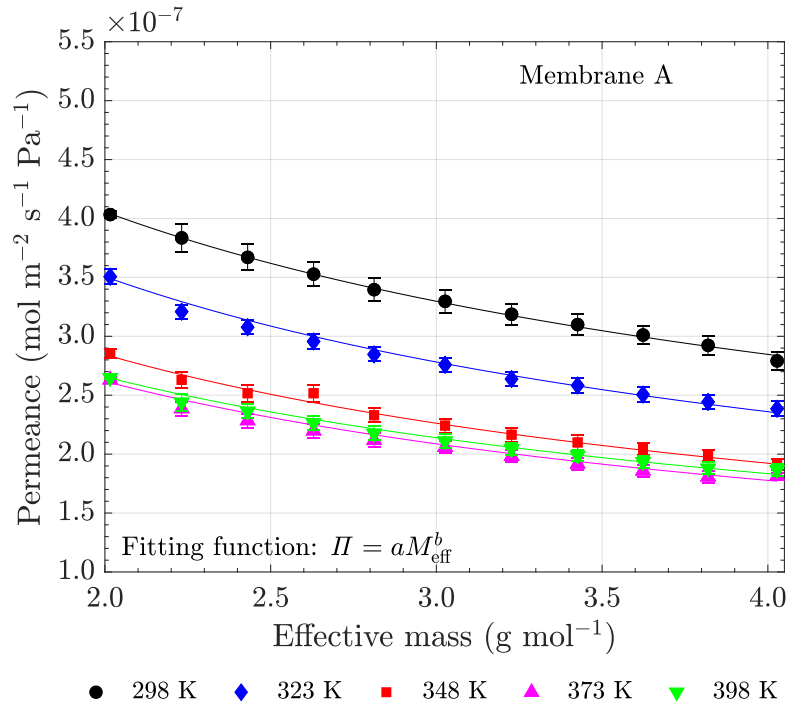 ×10⁻⁷
5.5
5.0
4.5
4.0
3.5
3.0
2.5
2.0
1.5
1.0
Permeance (mol m⁻² s⁻¹ Pa⁻¹)
Membrane A
Fitting function: Π = aM_eff^b
2.0 2.5 3.0 3.5 4.0
Effective mass (g mol⁻¹)
298 K 323 K 348 K 373 K 398 K